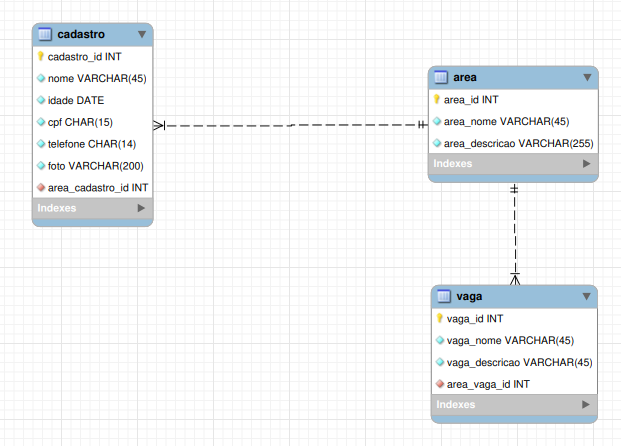 cadastro
cadastro_id INT
nome VARCHAR(45)
idade DATE
cpf CHAR(15)
telefone CHAR(14)
foto VARCHAR(200)
area_cadastro_id INT
Indexes
area
area_id INT
area_nome VARCHAR(45)
area_descricao VARCHAR(255)
Indexes
vaga
vaga_id INT
vaga_nome VARCHAR(45)
vaga_descricao VARCHAR(45)
area_vaga_id INT
Indexes